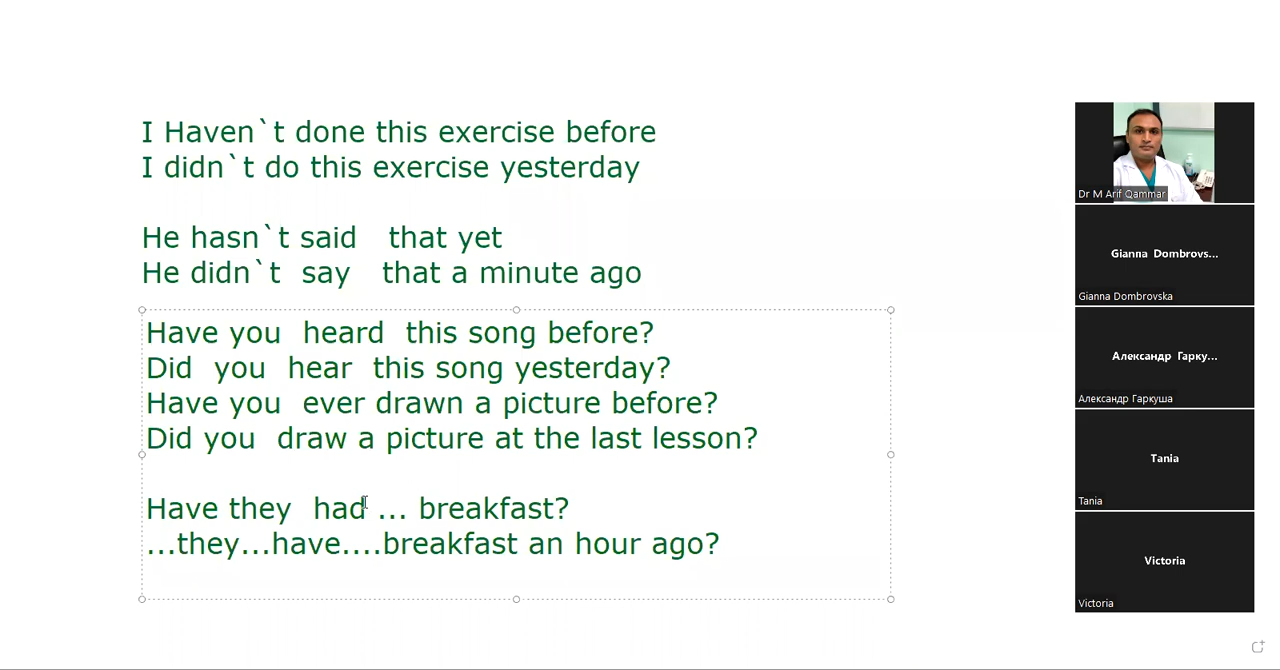 I Haven`t done this exercise before
I didn`t do this exercise yesterday
He hasn`t said that yet
He didn`t say that a minute ago
Have you heard this song before?
Did you hear this song yesterday?
Have you ever drawn a picture before?
Did you draw a picture at the last lesson?
Have they had ... breakfast?
...they...have....breakfast an hour ago?
Dr M Arif Qammar
Gianna Dombrovs...
Gianna Dombrovska
Александр Гарку...
Александр Гаркуша
Tania
Tania
Victoria
Victoria